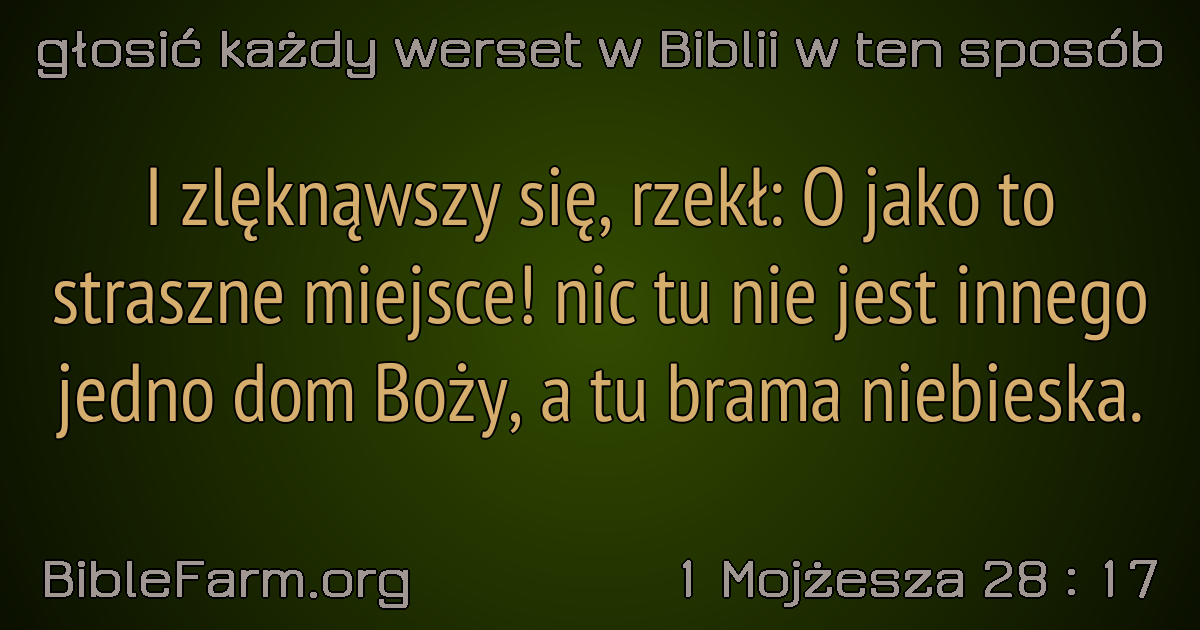 głosić każdy werset w Biblii w ten sposób
I zlęknąwszy się, rzekł: O jako to
straszne miejsce! nic tu nie jest innego
jedno dom Boży, a tu brama niebieska.
BibleFarm.org
1 Mojżesza 28 : 17